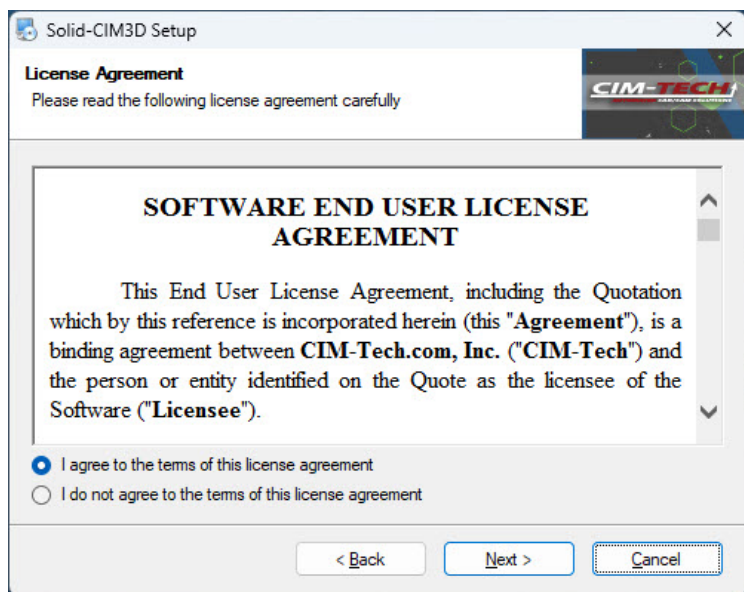 Solid-CIM3D Setup
License Agreement
Please read the following license agreement carefully
CIM-TECH
SOFTWARE END USER LICENSE
AGREEMENT
This End User License Agreement, including the Quotation
which by this reference is incorporated herein (this "Agreement"), is a
binding agreement between CIM-Tech.com, Inc. ("CIM-Tech") and
the person or entity identified on the Quote as the licensee of the
Software ("Licensee").
I agree to the terms of this license agreement
I do not agree to the terms of this license agreement
< Back
Next >
Cancel